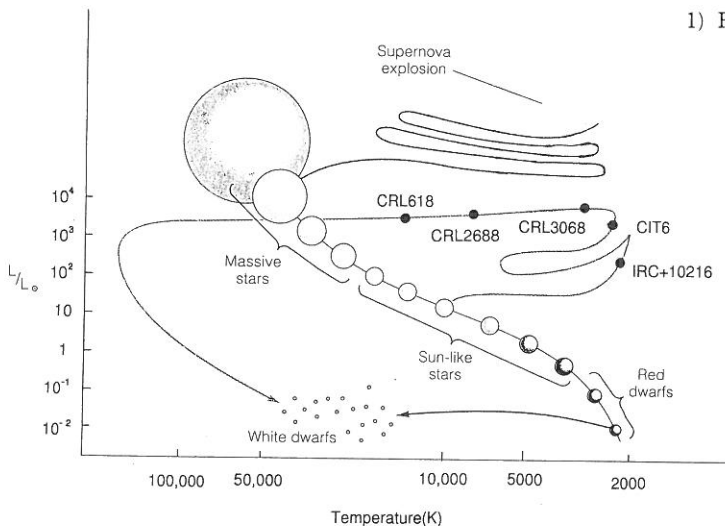 1)
Supernova
explosion
10⁴
10³
10²
10
1
10⁻¹
10⁻²
L/L⊙
CRL618
CRL2688
CRL3068
CIT6
IRC+10216
Massive
stars
Sun-like
stars
Red
dwarfs
White dwarfs
100,000
50,000
10,000
5000
2000
Temperature(K)